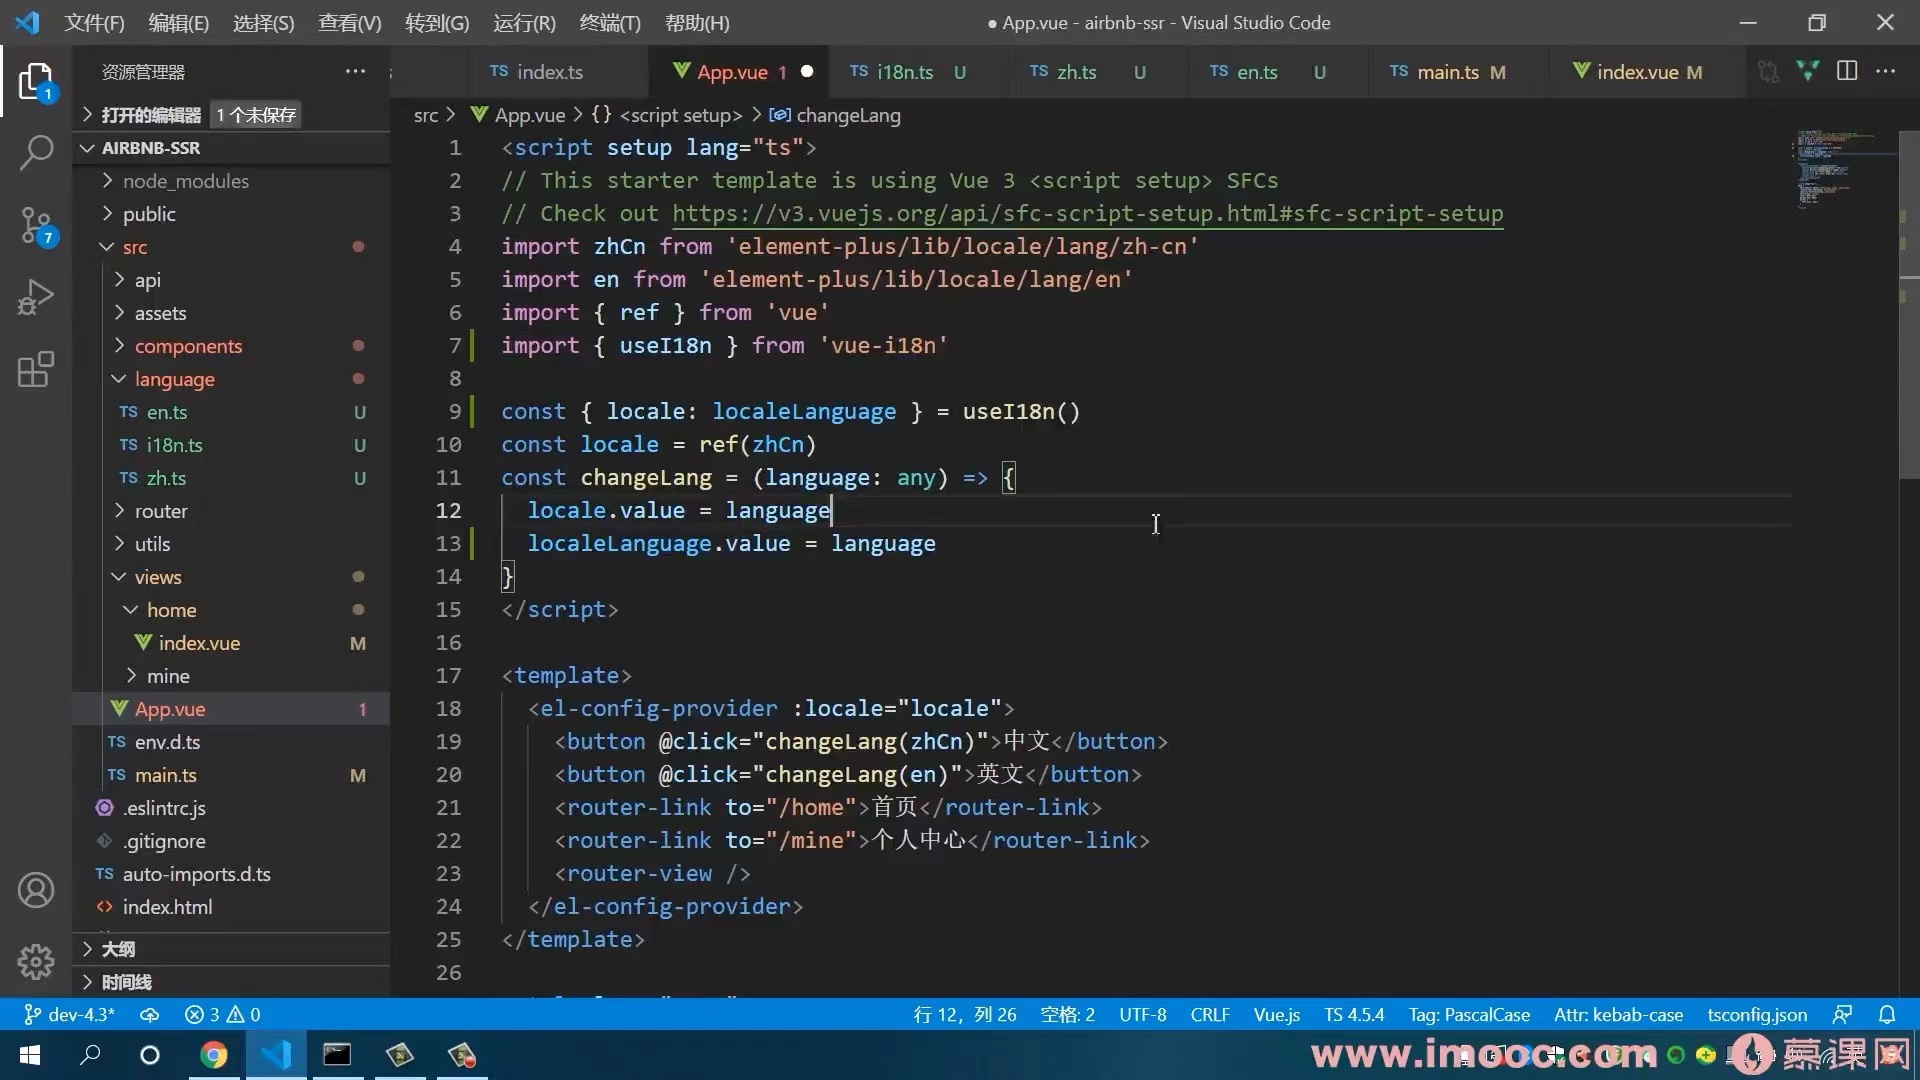 文件(F) 编辑(E) 选择(S) 查看(V) 转到(G) 运行(R) 终端(T) 帮助(H) ● App.vue - airbnb-ssr - Visual Studio Code
资源管理器
TS index.ts App.vue 1 TS i18n.ts U TS zh.ts U TS en.ts U TS main.ts M index.vue M
打开的编辑器 1 个未保存
src > App.vue > {} <script setup> > changeLang
AIRBNB-SSR
node_modules
public
src
api
assets
components
language
TS en.ts U
TS i18n.ts U
TS zh.ts U
router
utils
views
home
index.vue M
mine
App.vue 1
TS env.d.ts
TS main.ts M
.eslintrc.js
.gitignore
TS auto-imports.d.ts
index.html
大纲
时间线
1 <script setup lang="ts">
2 // This starter template is using Vue 3 <script setup> SFCs
3 // Check out https://v3.vuejs.org/api/sfc-script-setup.html#sfc-script-setup
4 import zhCn from 'element-plus/lib/locale/lang/zh-cn'
5 import en from 'element-plus/lib/locale/lang/en'
6 import { ref } from 'vue'
7 import { useI18n } from 'vue-i18n'
8
9 const { locale: localeLanguage } = useI18n()
10 const locale = ref(zhCn)
11 const changeLang = (language: any) => {
12 locale.value = language
13 localeLanguage.value = language
14 }
15 </script>
16
17 <template>
18 <el-config-provider :locale="locale">
19 <button @click="changeLang(zhCn)">中文</button>
20 <button @click="changeLang(en)">英文</button>
21 <router-link to="/home">首页</router-link>
22 <router-link to="/mine">个人中心</router-link>
23 <router-view />
24 </el-config-provider>
25 </template>
26
1
7
dev-4.3* 3 0 行 12，列 26 空格: 2 UTF-8 CRLF Vue.js TS 4.5.4 Tag: PascalCase Attr: kebab-case tsconfig.json
www.imooc.com 慕课网